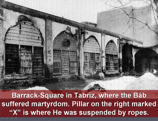 Barrack-Square in Tabriz, where the Báb
suffered martyrdom. Pillar on the right marked
"X" is where He was suspended by ropes.